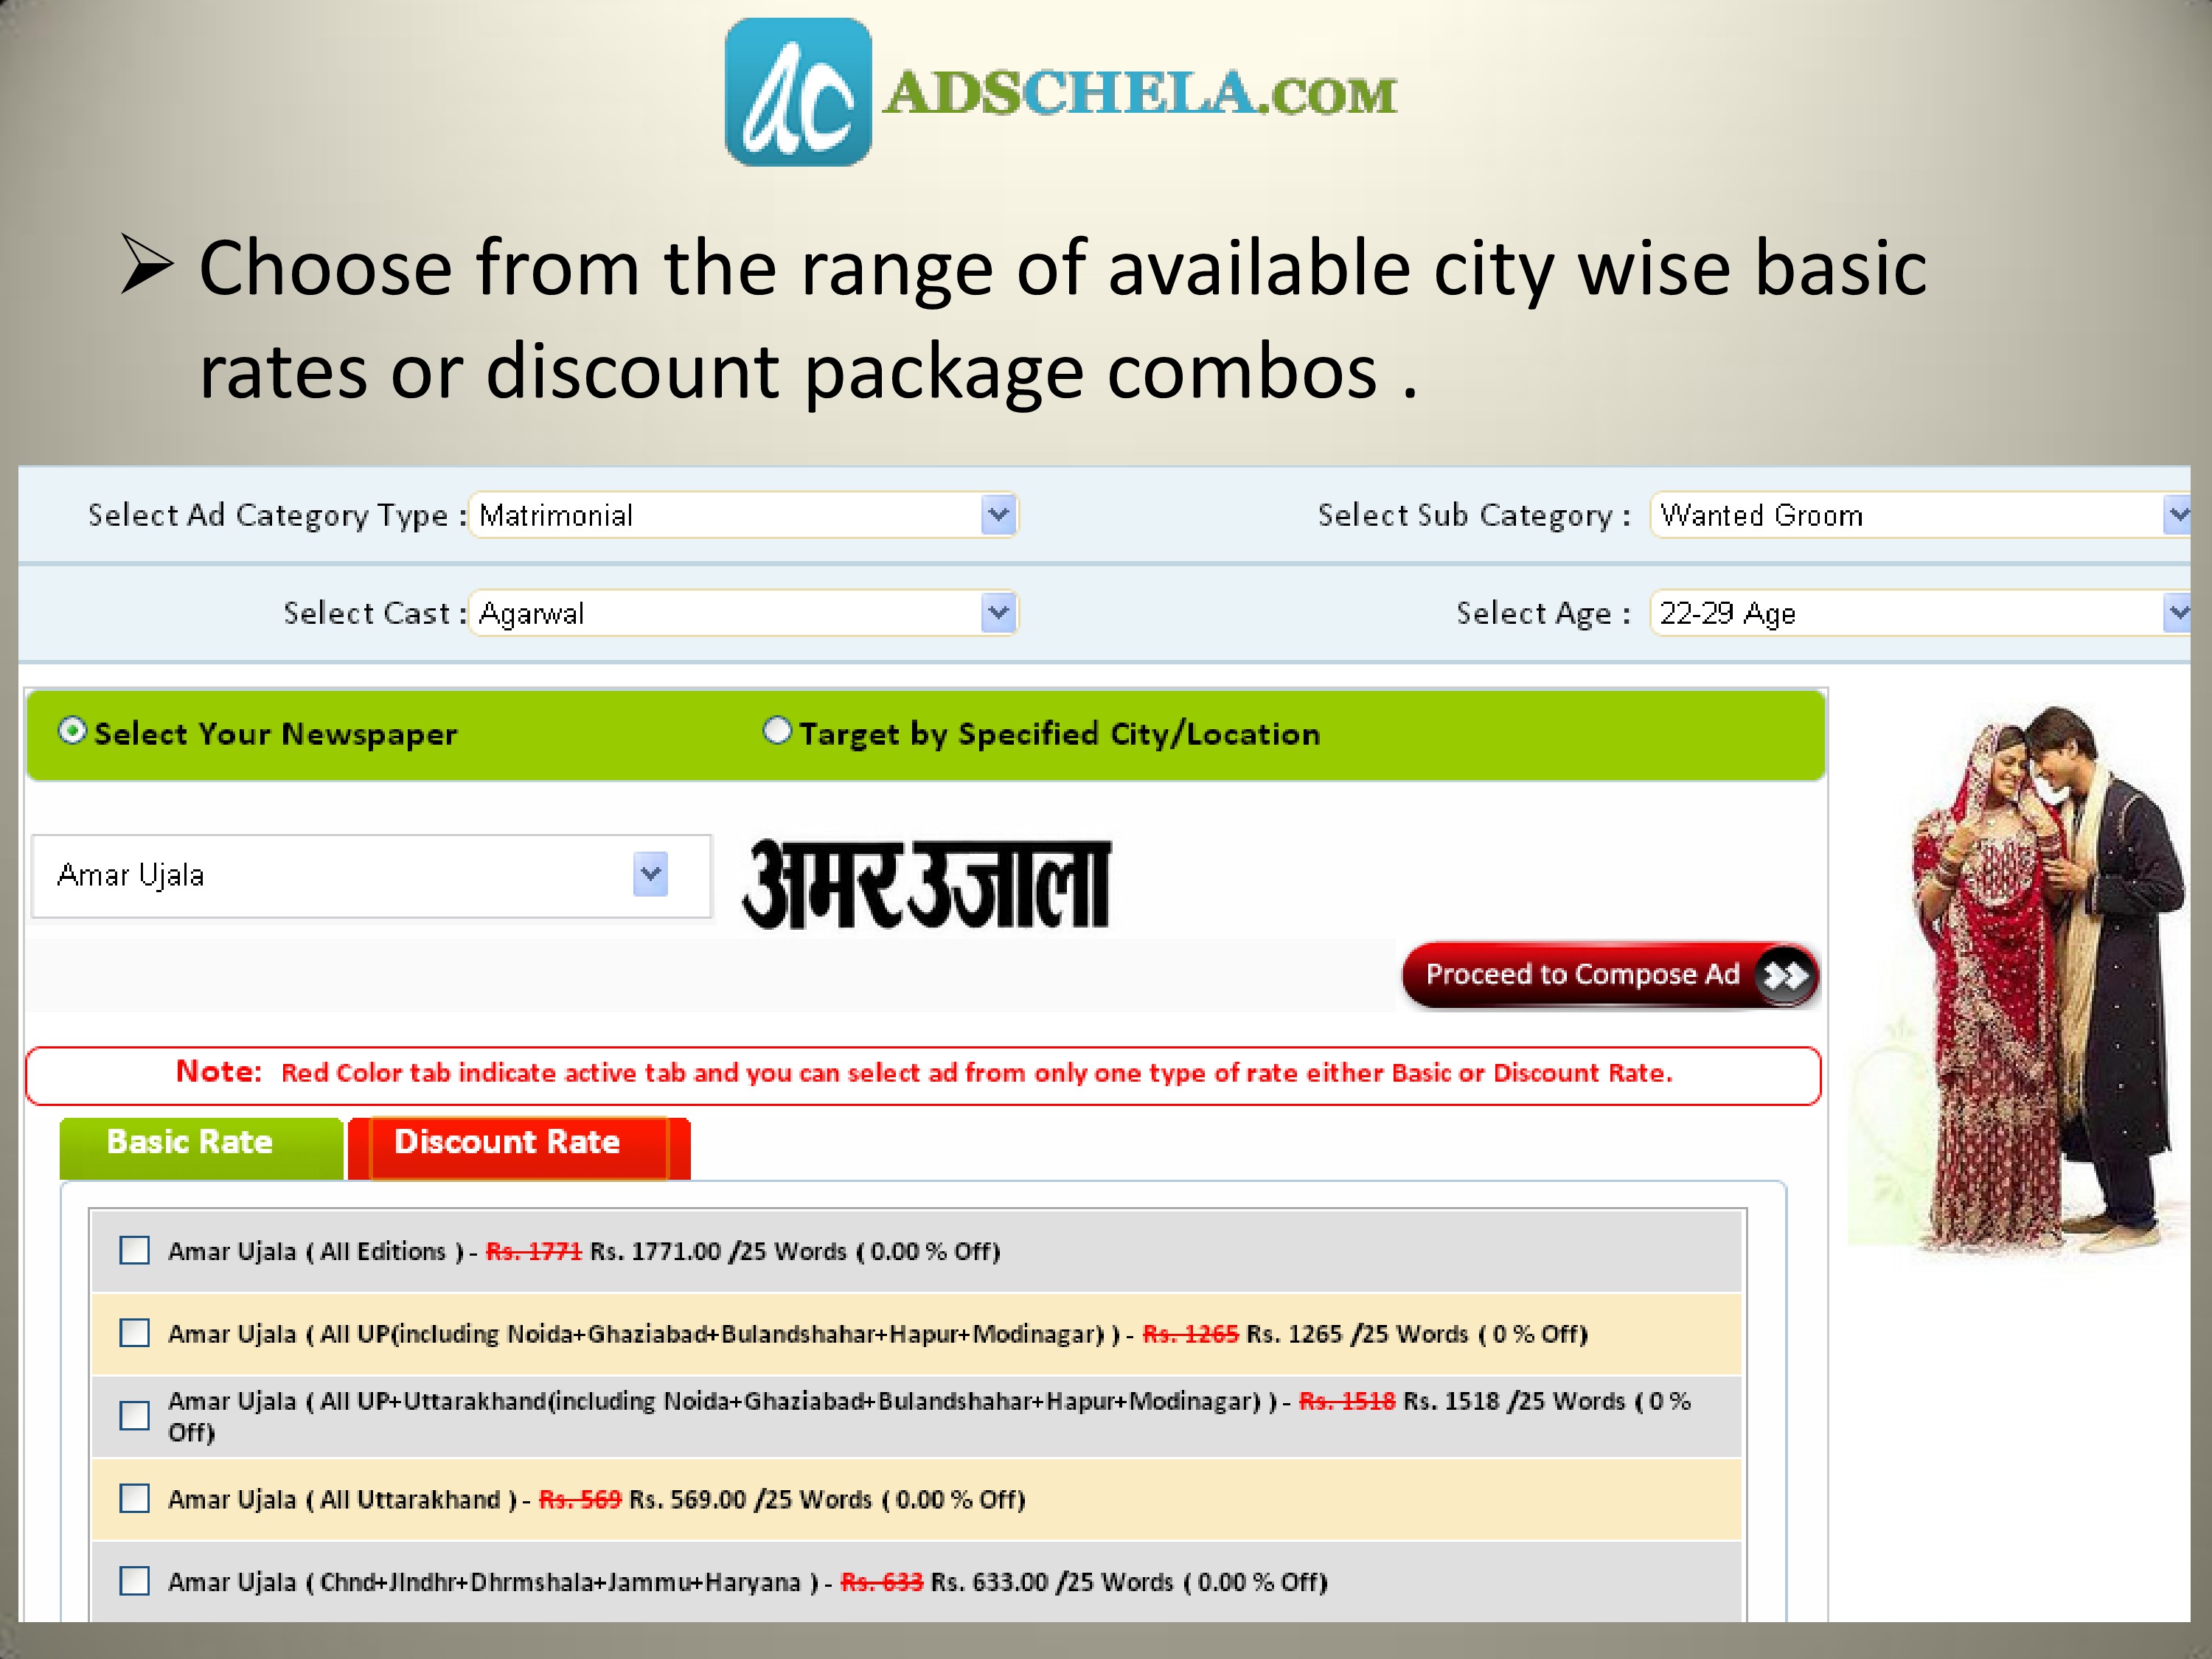 ac ADSCHELA.COM
➢ Choose from the range of available city wise basic
rates or discount package combos .
Select Ad Category Type : Matrimonial Select Sub Category : Wanted Groom
Select Cast : Agarwal Select Age : 22-29 Age
Select Your Newspaper Target by Specified City/Location
Amar Ujala अमर उजाला
Proceed to Compose Ad
Note: Red Color tab indicate active tab and you can select ad from only one type of rate either Basic or Discount Rate.
Basic Rate Discount Rate
Amar Ujala ( All Editions ) - Rs. 1771 Rs. 1771.00 /25 Words ( 0.00 % Off)
Amar Ujala ( All UP(including Noida+Ghaziabad+Bulandshahar+Hapur+Modinagar) ) - Rs. 1265 Rs. 1265 /25 Words ( 0 % Off)
Amar Ujala ( All UP+Uttarakhand(including Noida+Ghaziabad+Bulandshahar+Hapur+Modinagar) ) - Rs. 1518 Rs. 1518 /25 Words ( 0 %
Off)
Amar Ujala ( All Uttarakhand ) - Rs. 569 Rs. 569.00 /25 Words ( 0.00 % Off)
Amar Ujala ( Chnd+Jlndhr+Dhrmshala+Jammu+Haryana ) - Rs. 633 Rs. 633.00 /25 Words ( 0.00 % Off)